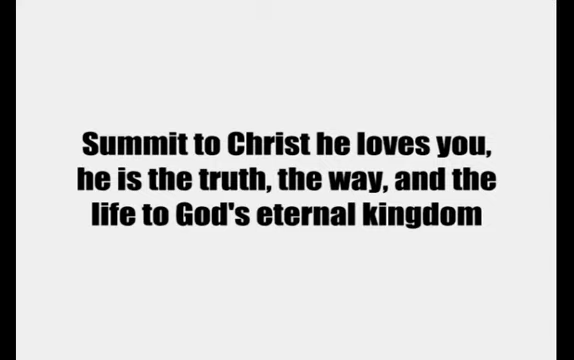 Summit to Christ he loves you,
he is the truth, the way, and the
life to God's eternal kingdom